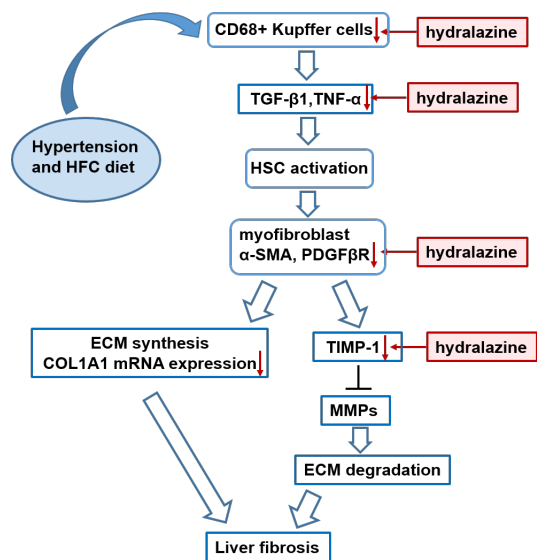 CD68+ Kupffer cells
hydralazine
TGF-β1,TNF-α
hydralazine
Hypertension
and HFC diet
HSC activation
myofibroblast
α-SMA, PDGFβR
hydralazine
ECM synthesis
COL1A1 mRNA expression
TIMP-1
hydralazine
MMPs
ECM degradation
Liver fibrosis